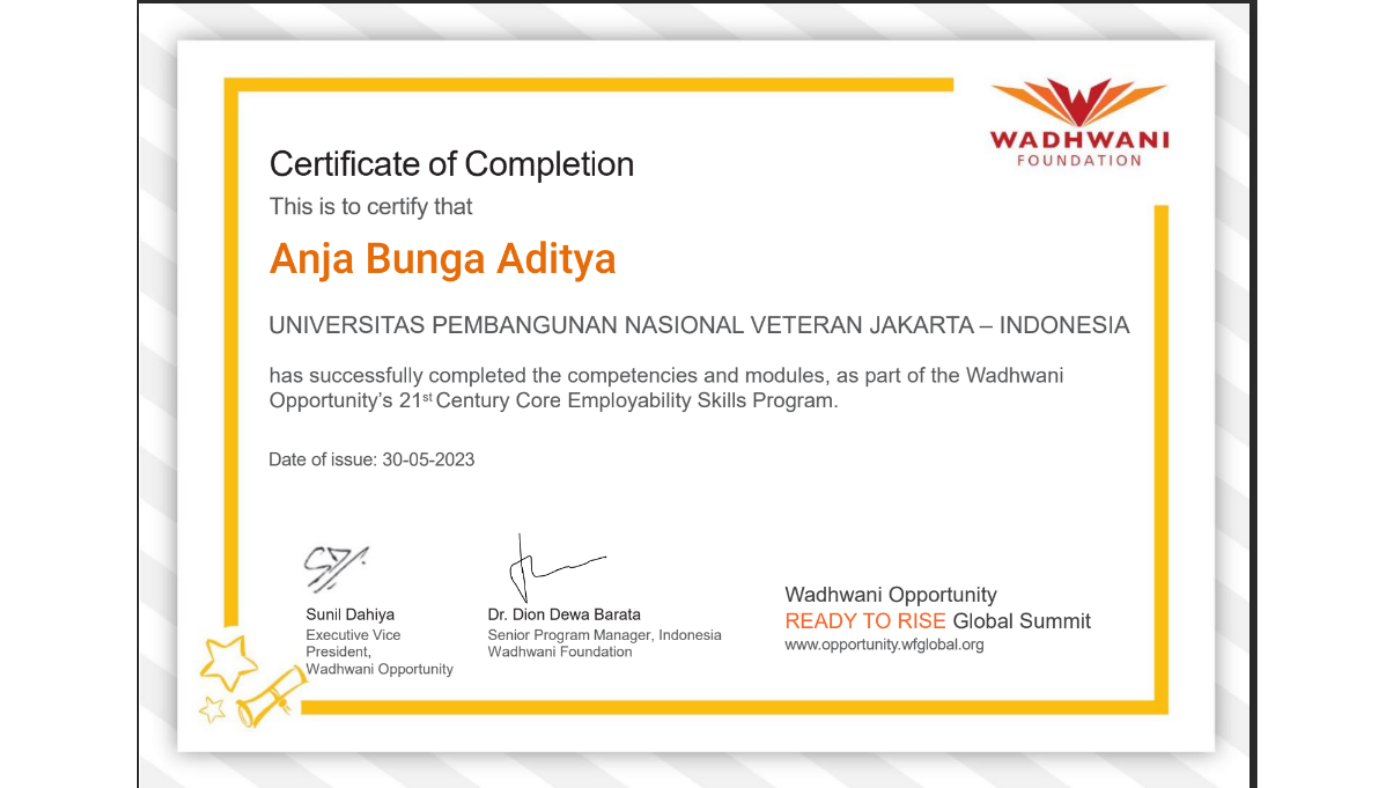 WADHWANI
FOUNDATION
Certificate of Completion
This is to certify that
Anja Bunga Aditya
UNIVERSITAS PEMBANGUNAN NASIONAL VETERAN JAKARTA – INDONESIA
has successfully completed the competencies and modules, as part of the Wadhwani
Opportunity's 21st Century Core Employability Skills Program.
Date of issue: 30-05-2023
Sunil Dahiya
Executive Vice
President,
Wadhwani Opportunity
Dr. Dion Dewa Barata
Senior Program Manager, Indonesia
Wadhwani Foundation
Wadhwani Opportunity
READY TO RISE Global Summit
www.opportunity.wfglobal.org